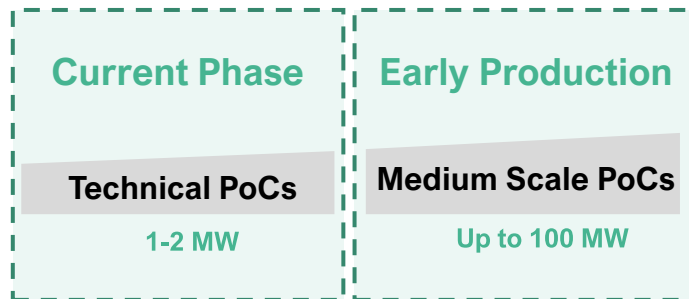 Current Phase
Technical PoCs
1-2 MW
Early Production
Medium Scale PoCs
Up to 100 MW